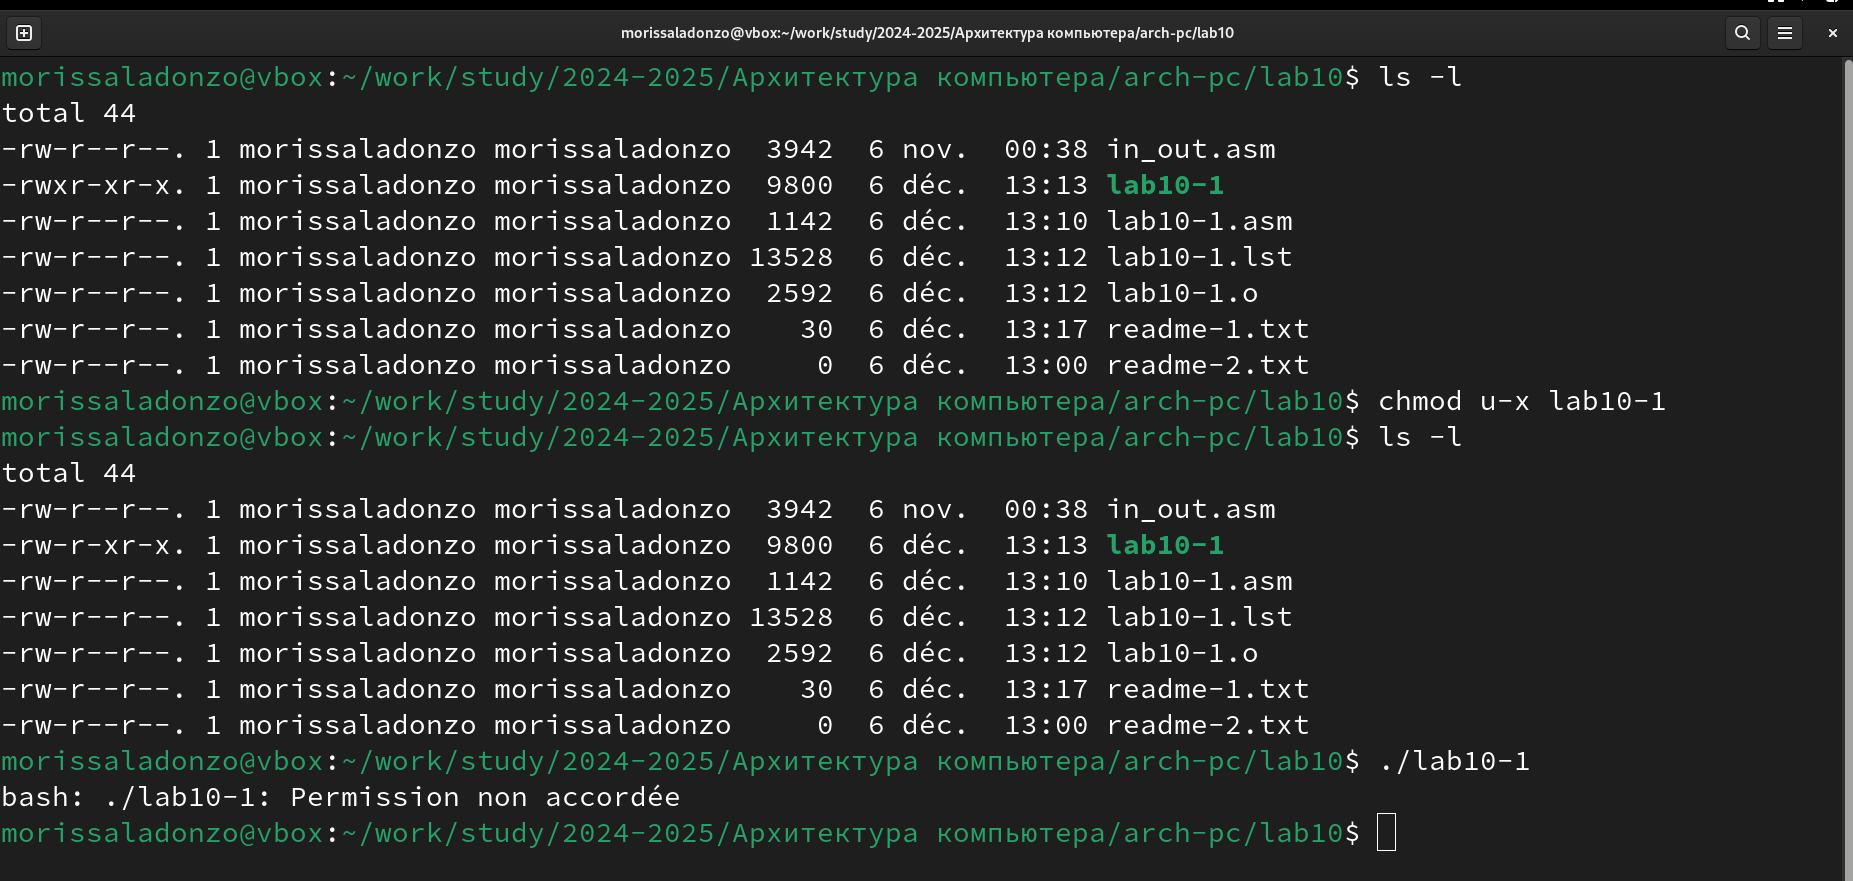 morissaladonzo@vbox:~/work/study/2024-2025/Архитектура компьютера/arch-pc/lab10
morissaladonzo@vbox:~/work/study/2024-2025/Архитектура компьютера/arch-pc/lab10$ ls -l
total 44
-rw-r--r--. 1 morissaladonzo morissaladonzo  3942  6 nov.  00:38 in_out.asm
-rwxr-xr-x. 1 morissaladonzo morissaladonzo  9800  6 déc.  13:13 lab10-1
-rw-r--r--. 1 morissaladonzo morissaladonzo  1142  6 déc.  13:10 lab10-1.asm
-rw-r--r--. 1 morissaladonzo morissaladonzo 13528  6 déc.  13:12 lab10-1.lst
-rw-r--r--. 1 morissaladonzo morissaladonzo  2592  6 déc.  13:12 lab10-1.o
-rw-r--r--. 1 morissaladonzo morissaladonzo    30  6 déc.  13:17 readme-1.txt
-rw-r--r--. 1 morissaladonzo morissaladonzo     0  6 déc.  13:00 readme-2.txt
morissaladonzo@vbox:~/work/study/2024-2025/Архитектура компьютера/arch-pc/lab10$ chmod u-x lab10-1
morissaladonzo@vbox:~/work/study/2024-2025/Архитектура компьютера/arch-pc/lab10$ ls -l
total 44
-rw-r--r--. 1 morissaladonzo morissaladonzo  3942  6 nov.  00:38 in_out.asm
-rw-r-xr-x. 1 morissaladonzo morissaladonzo  9800  6 déc.  13:13 lab10-1
-rw-r--r--. 1 morissaladonzo morissaladonzo  1142  6 déc.  13:10 lab10-1.asm
-rw-r--r--. 1 morissaladonzo morissaladonzo 13528  6 déc.  13:12 lab10-1.lst
-rw-r--r--. 1 morissaladonzo morissaladonzo  2592  6 déc.  13:12 lab10-1.o
-rw-r--r--. 1 morissaladonzo morissaladonzo    30  6 déc.  13:17 readme-1.txt
-rw-r--r--. 1 morissaladonzo morissaladonzo     0  6 déc.  13:00 readme-2.txt
morissaladonzo@vbox:~/work/study/2024-2025/Архитектура компьютера/arch-pc/lab10$ ./lab10-1
bash: ./lab10-1: Permission non accordée
morissaladonzo@vbox:~/work/study/2024-2025/Архитектура компьютера/arch-pc/lab10$